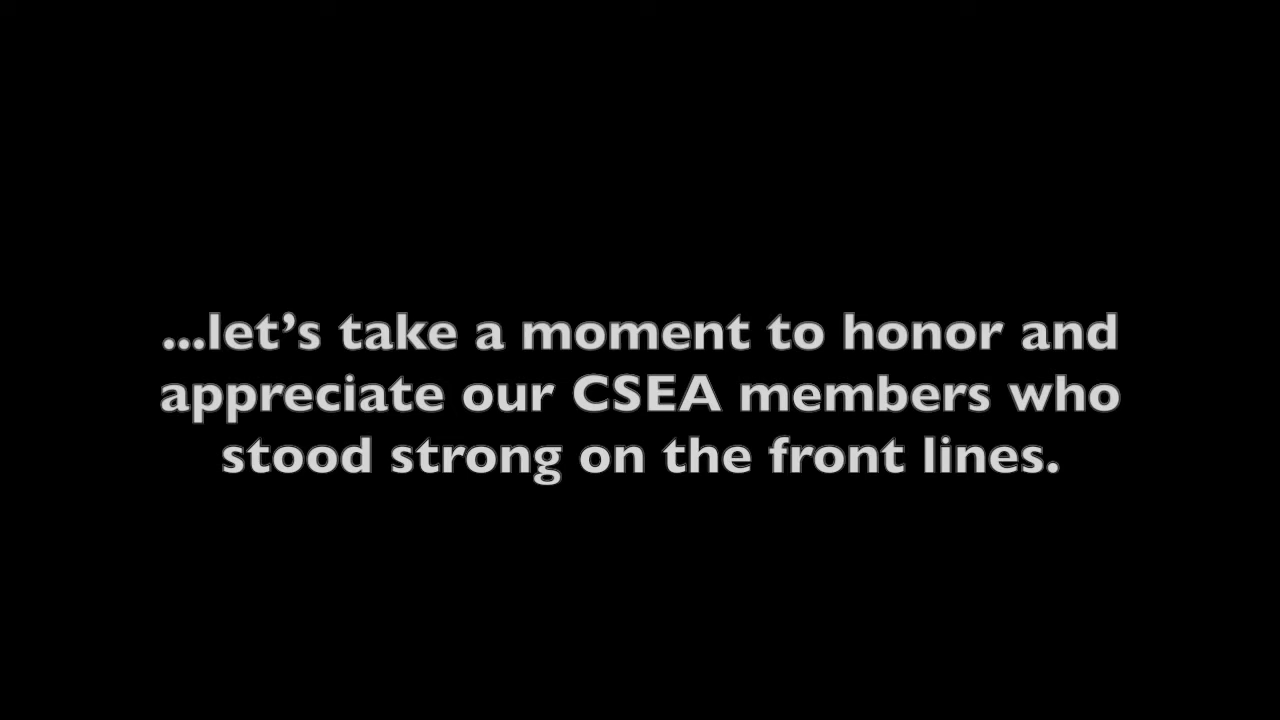 ...let’s take a moment to honor and
appreciate our CSEA members who
stood strong on the front lines.